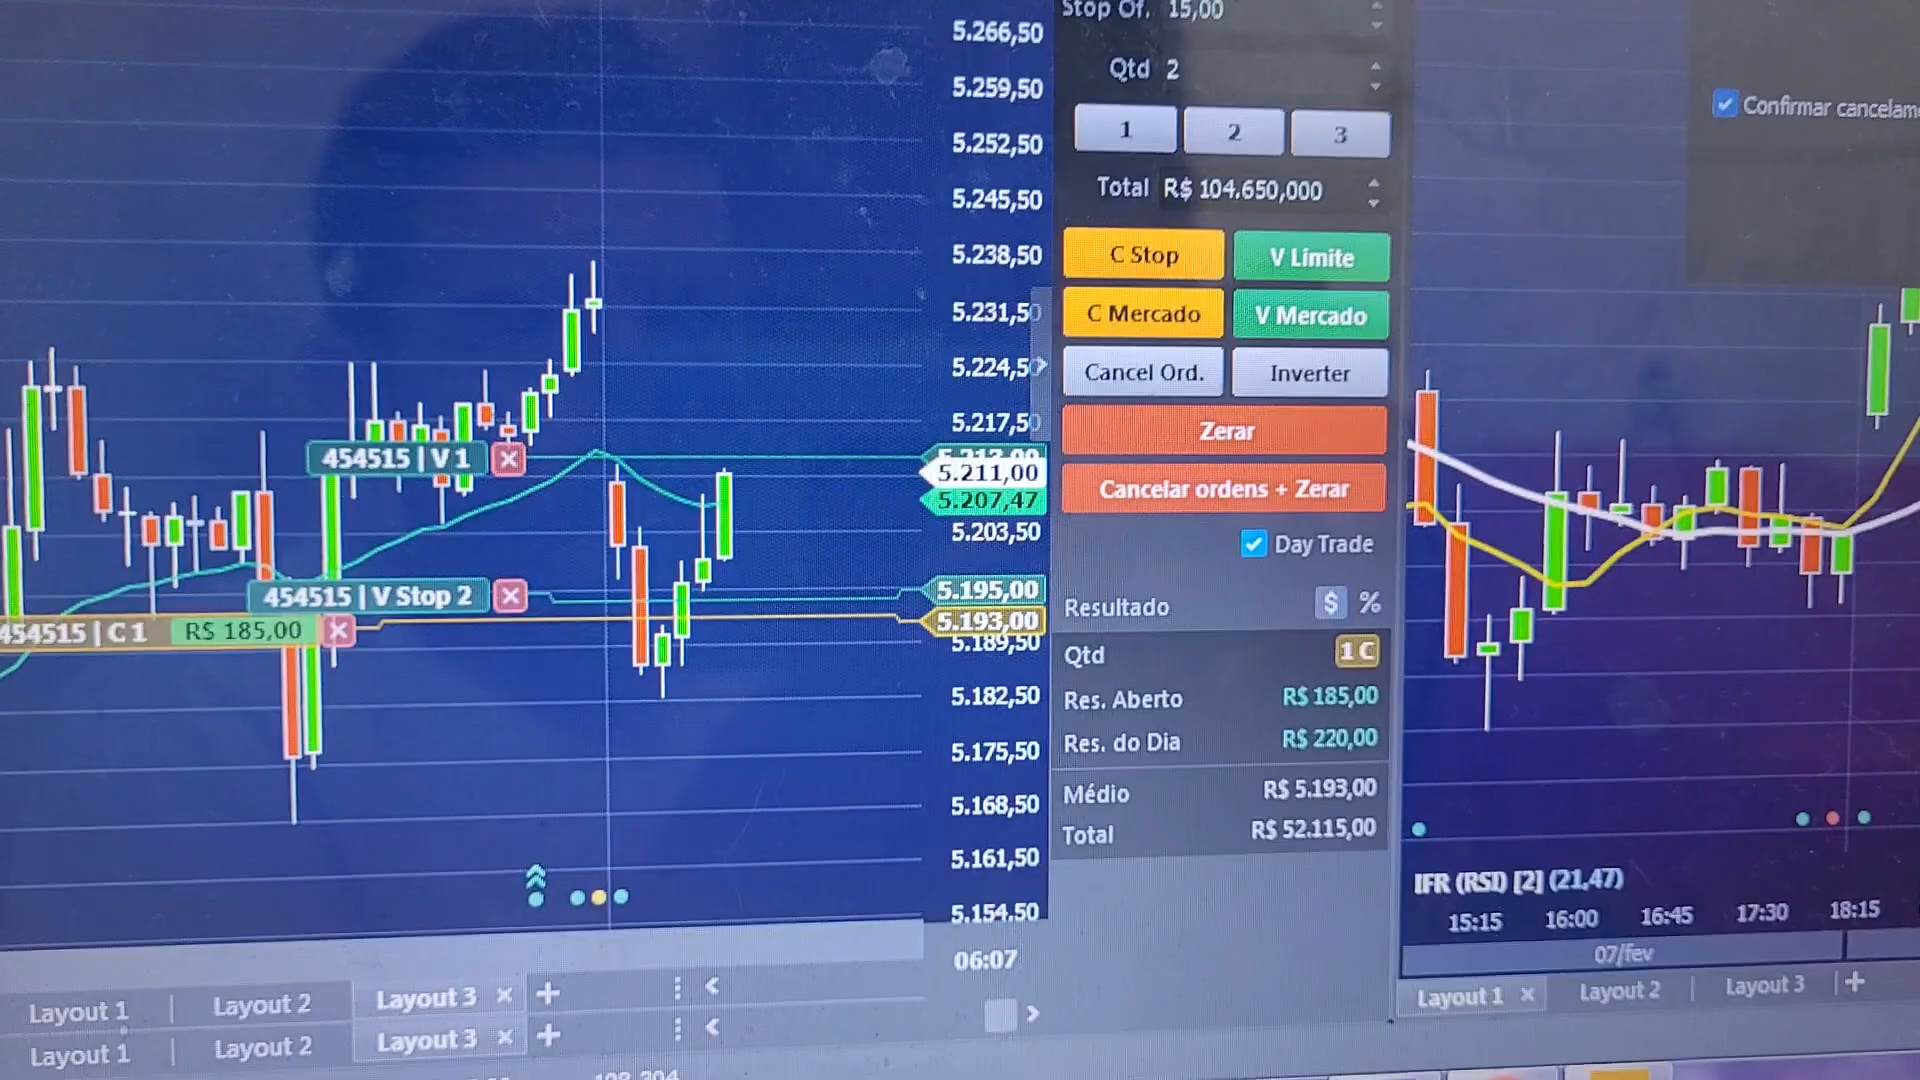 5.266,50
5.259,50
5.252,50
5.245,50
5.238,50
5.231,50
5.224,50
5.217,50
5.211,00
5.207,47
5.203,50
5.195,00
5.193,00
5.189,50
5.182,50
5.175,50
5.168,50
5.161,50
5.154,50
06:07
454515 | V 1
454515 | V Stop 2
454515 | C 1 R$ 185,00
Layout 1 | Layout 2 Layout 3 × +
Layout 1 | Layout 2 Layout 3 × +
Stop Of. 15,00
Qtd 2
1 2 3
Total R$ 104.650,000
C Stop V Limite
C Mercado V Mercado
Cancel Ord. Inverter
Zerar
Cancelar ordens + Zerar
Day Trade
Resultado $ %
Qtd 1 C
Res. Aberto R$ 185,00
Res. do Dia R$ 220,00
Médio R$ 5.193,00
Total R$ 52.115,00
Confirmar cancelam
IFR (RSI) [2] (21,47)
15:15 16:00 16:45 17:30 18:15
07/fev
Layout 1 × Layout 2 | Layout 3 | +